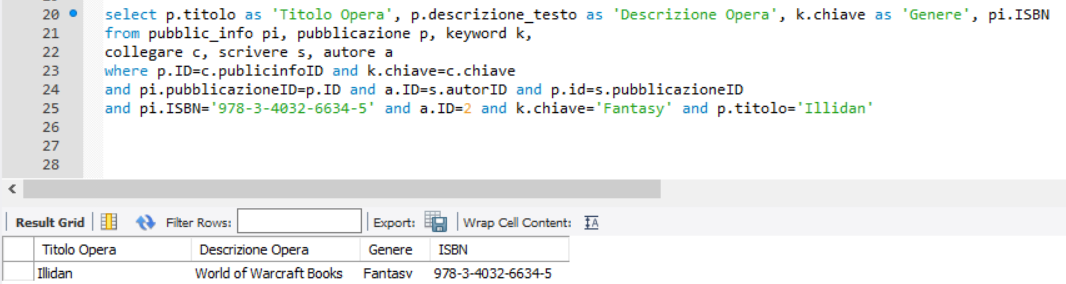 20 select p.titolo as 'Titolo Opera', p.descrizione_testo as 'Descrizione Opera', k.chiave as 'Genere', pi.ISBN
21 from pubblic_info pi, pubblicazione p, keyword k,
22 collegare c, scrivere s, autore a
23 where p.ID=c.publicinfoID and k.chiave=c.chiave
24 and pi.pubblicazioneID=p.ID and a.ID=s.autorID and p.id=s.pubblicazioneID
25 and pi.ISBN='978-3-4032-6634-5' and a.ID=2 and k.chiave='Fantasy' and p.titolo='Illidan'
26
27
28
Result Grid Filter Rows: Export: Wrap Cell Content: IA
Titolo Opera Descrizione Opera Genere ISBN
Illidan World of Warcraft Books Fantasy 978-3-4032-6634-5